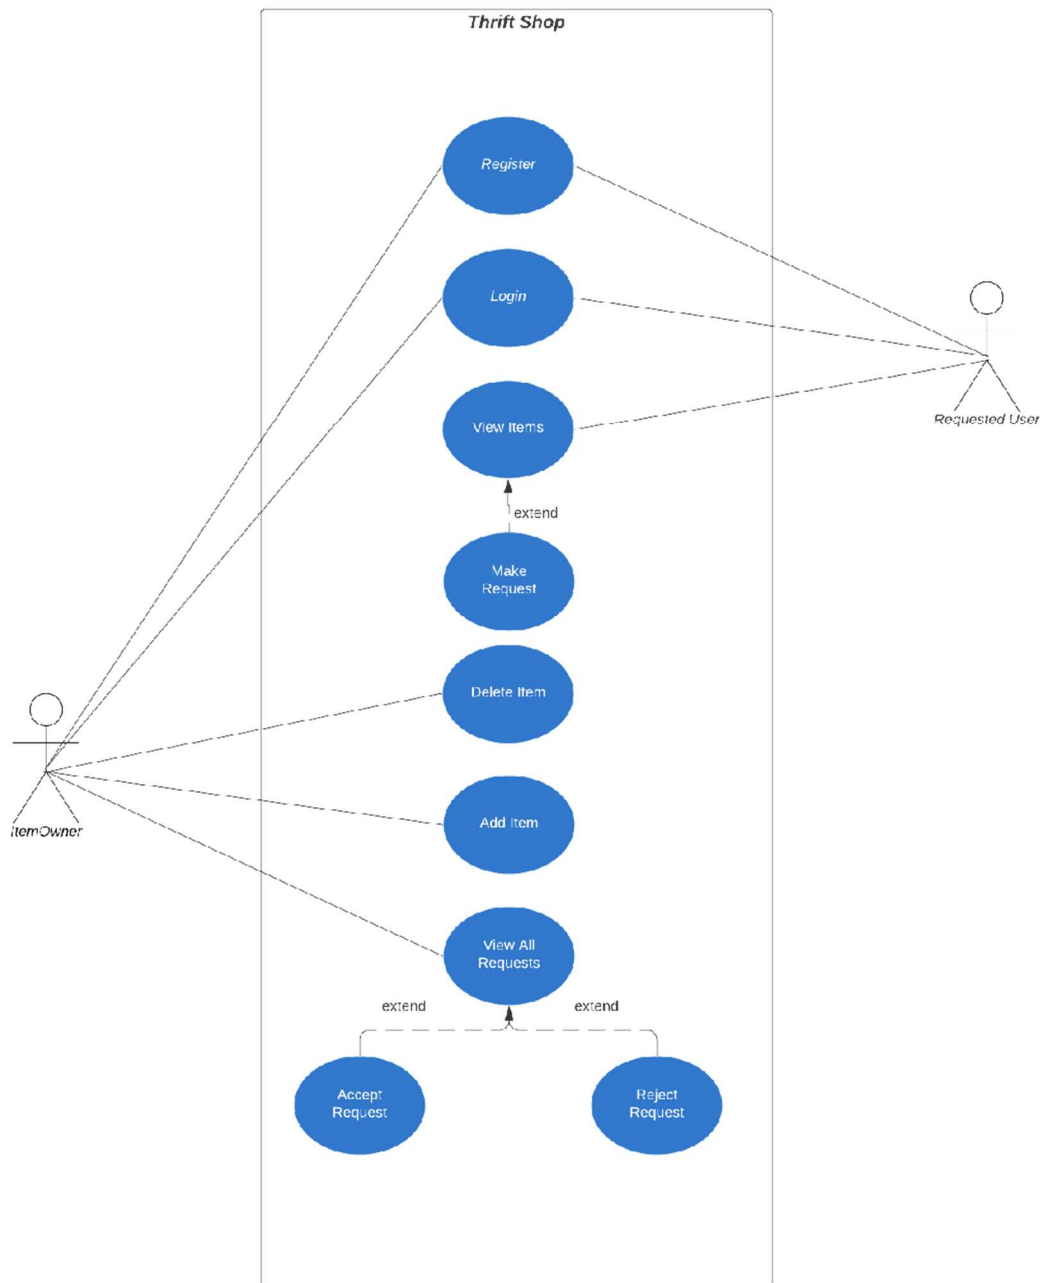 Thrift Shop
Register
Login
View Items
Requested User
extend
Make
Request
Delete Item
ItemOwner
Add Item
View All
Requests
extend
extend
Accept
Request
Reject
Request